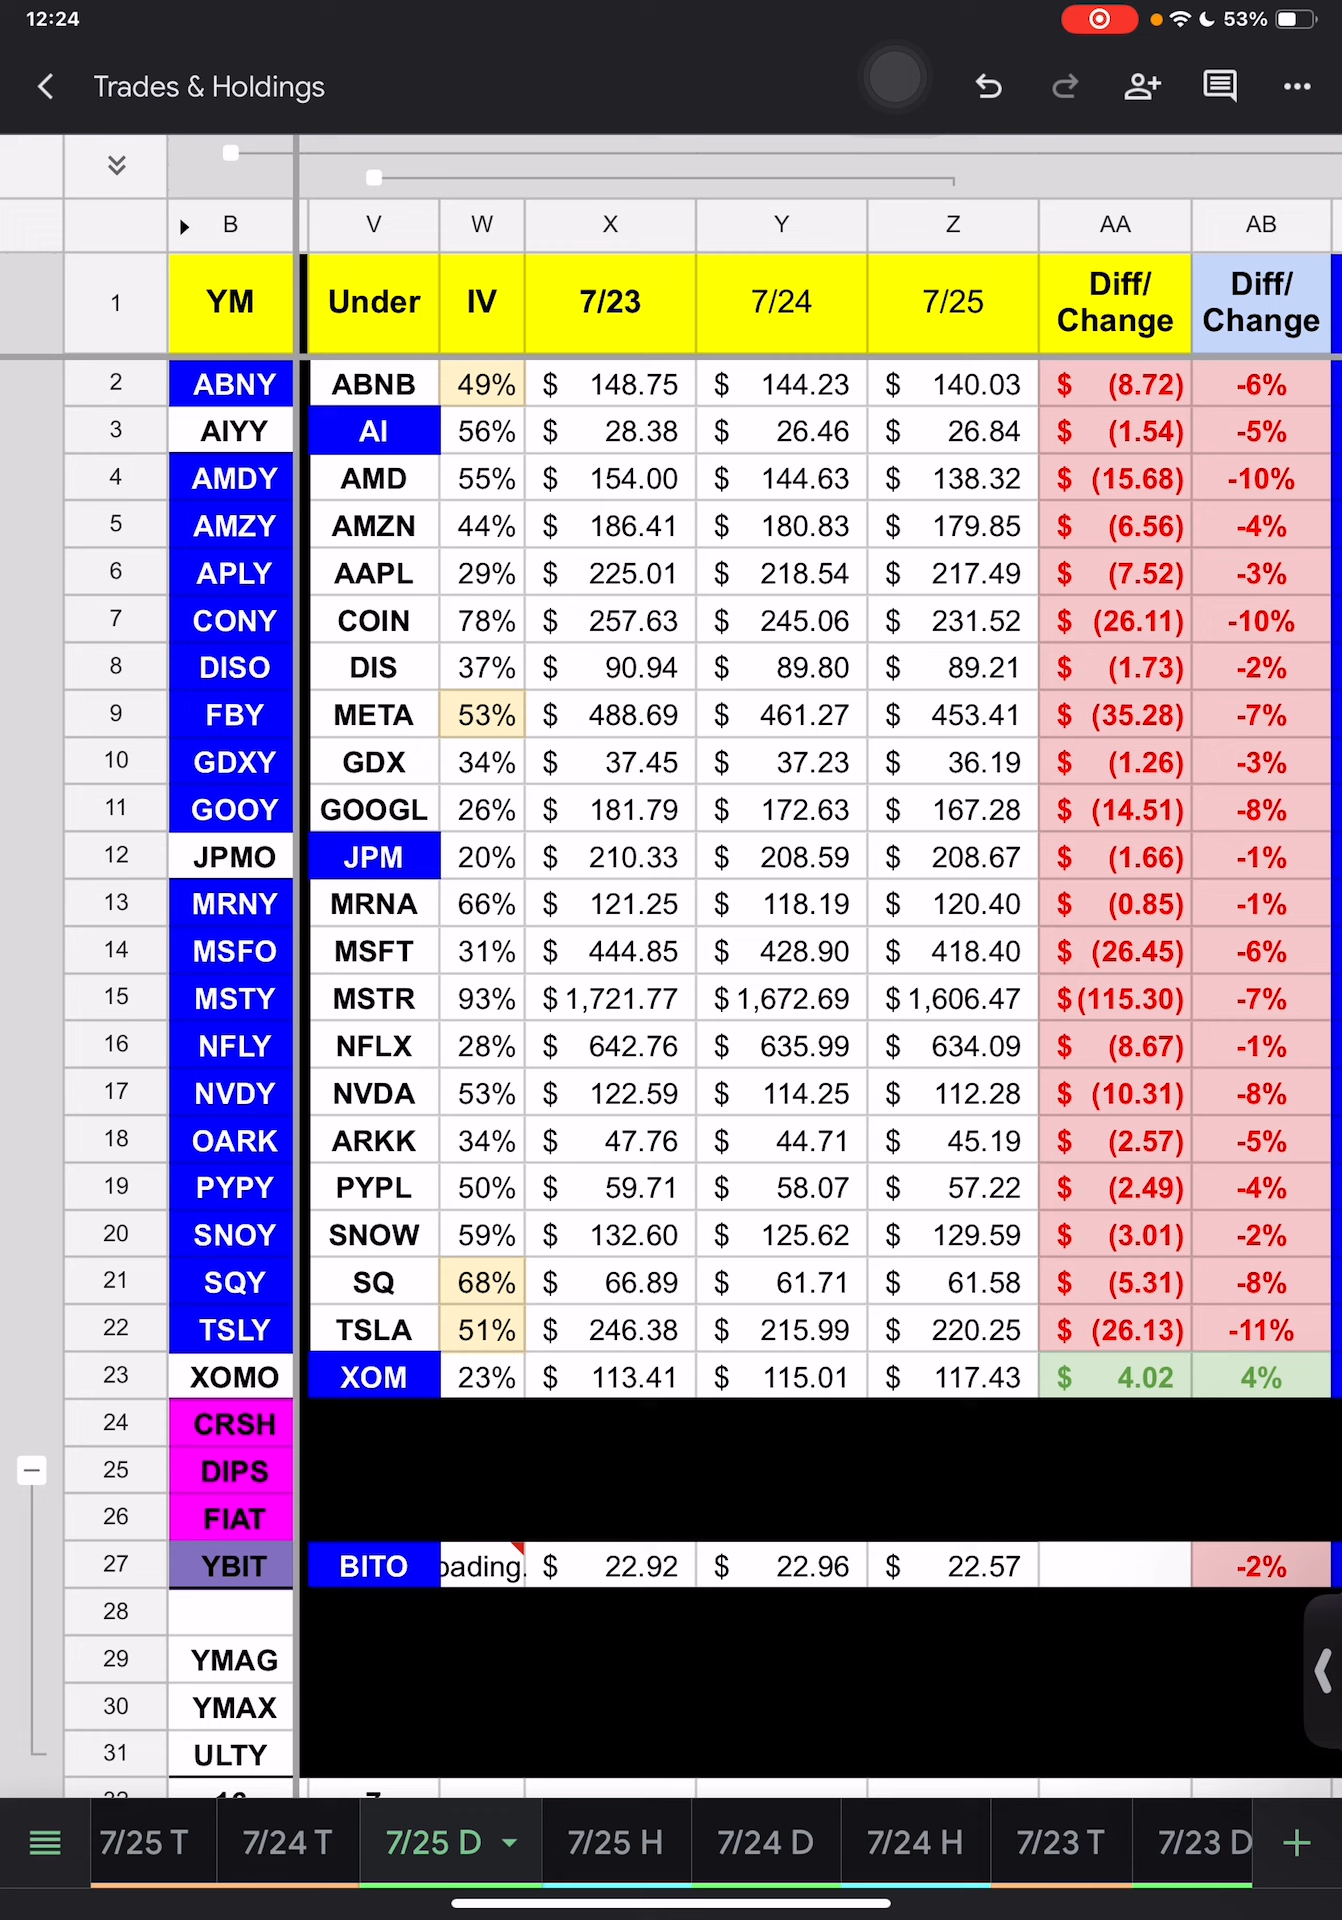 12:24 53%
Trades & Holdings
B V W X Y Z AA AB
1 YM Under IV 7/23 7/24 7/25 Diff/ Change Diff/ Change
2 ABNY ABNB 49% $ 148.75 $ 144.23 $ 140.03 $ (8.72) -6%
3 AIYY AI 56% $ 28.38 $ 26.46 $ 26.84 $ (1.54) -5%
4 AMDY AMD 55% $ 154.00 $ 144.63 $ 138.32 $ (15.68) -10%
5 AMZY AMZN 44% $ 186.41 $ 180.83 $ 179.85 $ (6.56) -4%
6 APLY AAPL 29% $ 225.01 $ 218.54 $ 217.49 $ (7.52) -3%
7 CONY COIN 78% $ 257.63 $ 245.06 $ 231.52 $ (26.11) -10%
8 DISO DIS 37% $ 90.94 $ 89.80 $ 89.21 $ (1.73) -2%
9 FBY META 53% $ 488.69 $ 461.27 $ 453.41 $ (35.28) -7%
10 GDXY GDX 34% $ 37.45 $ 37.23 $ 36.19 $ (1.26) -3%
11 GOOY GOOGL 26% $ 181.79 $ 172.63 $ 167.28 $ (14.51) -8%
12 JPMO JPM 20% $ 210.33 $ 208.59 $ 208.67 $ (1.66) -1%
13 MRNY MRNA 66% $ 121.25 $ 118.19 $ 120.40 $ (0.85) -1%
14 MSFO MSFT 31% $ 444.85 $ 428.90 $ 418.40 $ (26.45) -6%
15 MSTY MSTR 93% $ 1,721.77 $ 1,672.69 $ 1,606.47 $ (115.30) -7%
16 NFLY NFLX 28% $ 642.76 $ 635.99 $ 634.09 $ (8.67) -1%
17 NVDY NVDA 53% $ 122.59 $ 114.25 $ 112.28 $ (10.31) -8%
18 OARK ARKK 34% $ 47.76 $ 44.71 $ 45.19 $ (2.57) -5%
19 PYPY PYPL 50% $ 59.71 $ 58.07 $ 57.22 $ (2.49) -4%
20 SNOY SNOW 59% $ 132.60 $ 125.62 $ 129.59 $ (3.01) -2%
21 SQY SQ 68% $ 66.89 $ 61.71 $ 61.58 $ (5.31) -8%
22 TSLY TSLA 51% $ 246.38 $ 215.99 $ 220.25 $ (26.13) -11%
23 XOMO XOM 23% $ 113.41 $ 115.01 $ 117.43 $ 4.02 4%
24 CRSH
25 DIPS
26 FIAT
27 YBIT BITO oading. $ 22.92 $ 22.96 $ 22.57 -2%
28
29 YMAG
30 YMAX
31 ULTY
7/25 T 7/24 T 7/25 D 7/25 H 7/24 D 7/24 H 7/23 T 7/23 D